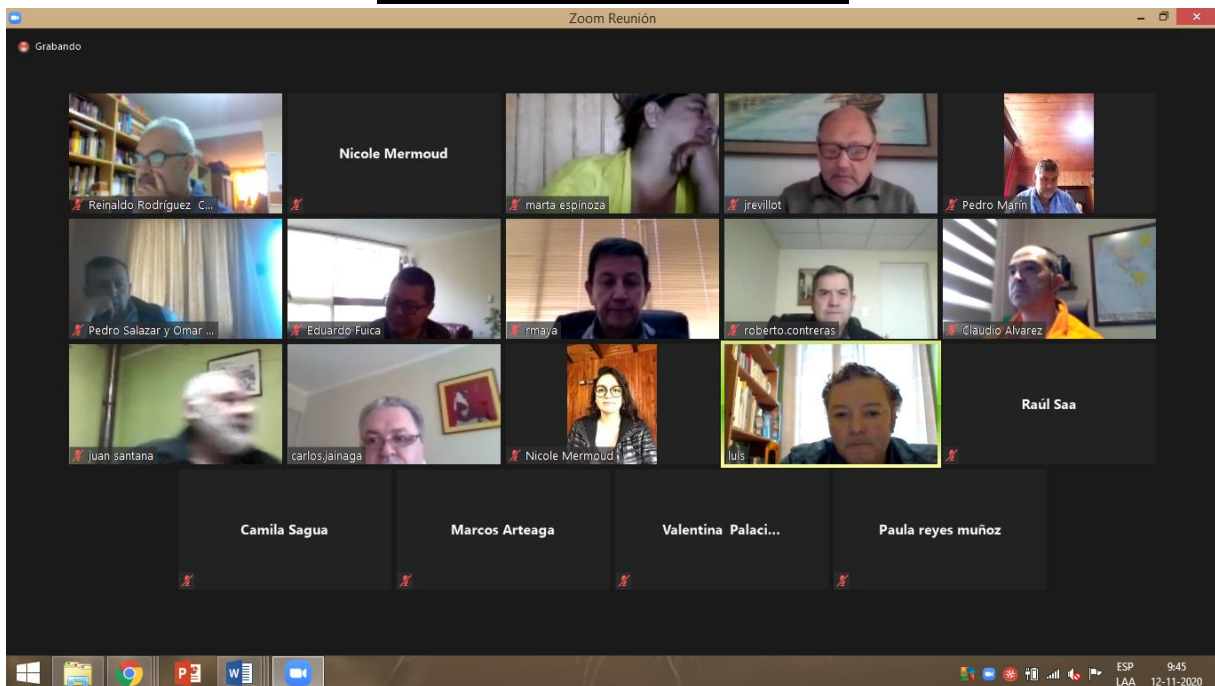 Zoom Reunión
Grabando
Reinaldo Rodríguez C...
Nicole Mermoud
marta espinoza
jrevillot
Pedro Marín
Pedro Salazar y Omar ...
Eduardo Fuica
rmaya
roberto.contreras
Claudio Alvarez
juan santana
carlos,jainaga
Nicole Mermoud
luis
Raúl Saa
Camila Sagua
Marcos Arteaga
Valentina Palaci...
Paula reyes muñoz
ESP 9:45
LAA 12-11-2020